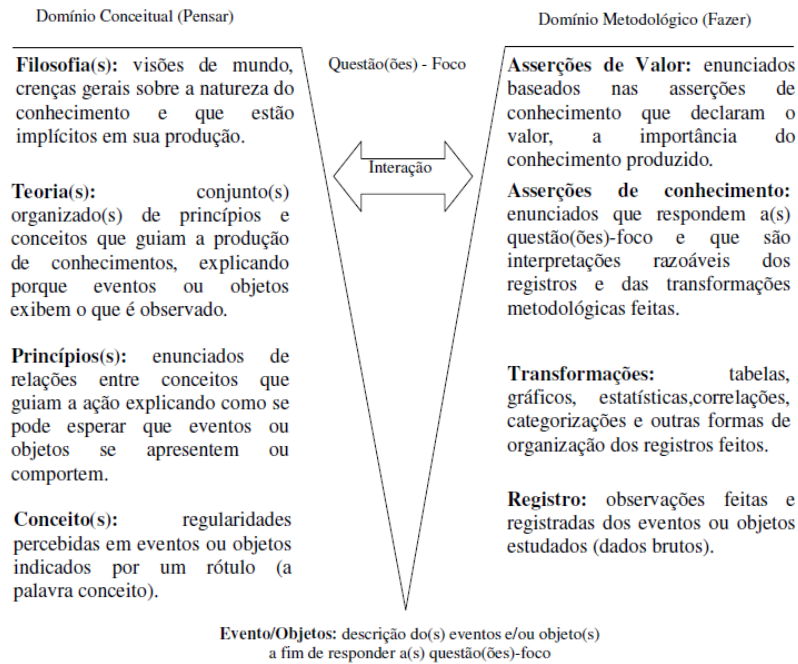 Domínio Conceitual (Pensar)
Filosofia(s): visões de mundo,
crenças gerais sobre a natureza do
conhecimento e que estão
implícitos em sua produção.
Teoria(s): conjunto(s)
organizado(s) de princípios e
conceitos que guiam a produção
de conhecimentos, explicando
porque eventos ou objetos
exibem o que é observado.
Princípios(s): enunciados de
relações entre conceitos que
guiam a ação explicando como se
pode esperar que eventos ou
objetos se apresentem ou
comportem.
Conceito(s): regularidades
percebidas em eventos ou objetos
indicados por um rótulo (a
palavra conceito).
Questão(ões) - Foco
Interação
Domínio Metodológico (Fazer)
Asserções de Valor: enunciados
baseados nas asserções de
conhecimento que declaram o
valor, a importância do
conhecimento produzido.
Asserções de conhecimento:
enunciados que respondem a(s)
questão(ões)-foco e que são
interpretações razoáveis dos
registros e das transformações
metodológicas feitas.
Transformações: tabelas,
gráficos, estatísticas,correlações,
categorizações e outras formas de
organização dos registros feitos.
Registro: observações feitas e
registradas dos eventos ou objetos
estudados (dados brutos).
Evento/Objetos: descrição do(s) eventos e/ou objeto(s)
a fim de responder a(s) questão(ões)-foco